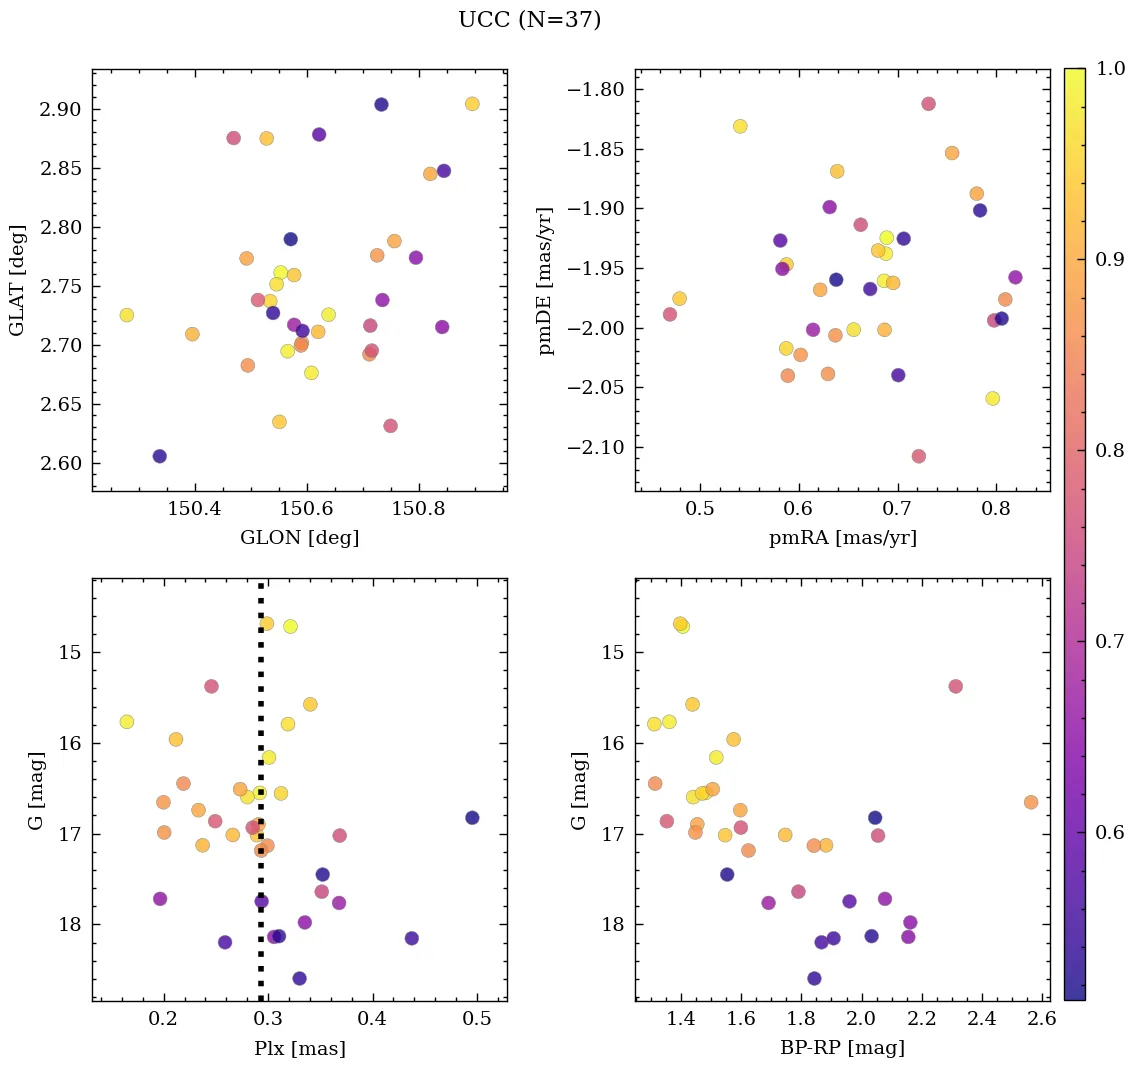 UCC (N=37)
2.90
2.85
2.80
2.75
2.70
2.65
2.60
GLAT [deg]
150.4 150.6 150.8
GLON [deg]
−1.80
−1.85
−1.90
−1.95
−2.00
−2.05
−2.10
pmDE [mas/yr]
0.5 0.6 0.7 0.8
pmRA [mas/yr]
15
16
17
18
G [mag]
0.2 0.3 0.4 0.5
Plx [mas]
15
16
17
18
G [mag]
1.4 1.6 1.8 2.0 2.2 2.4 2.6
BP-RP [mag]
1.0
0.9
0.8
0.7
0.6